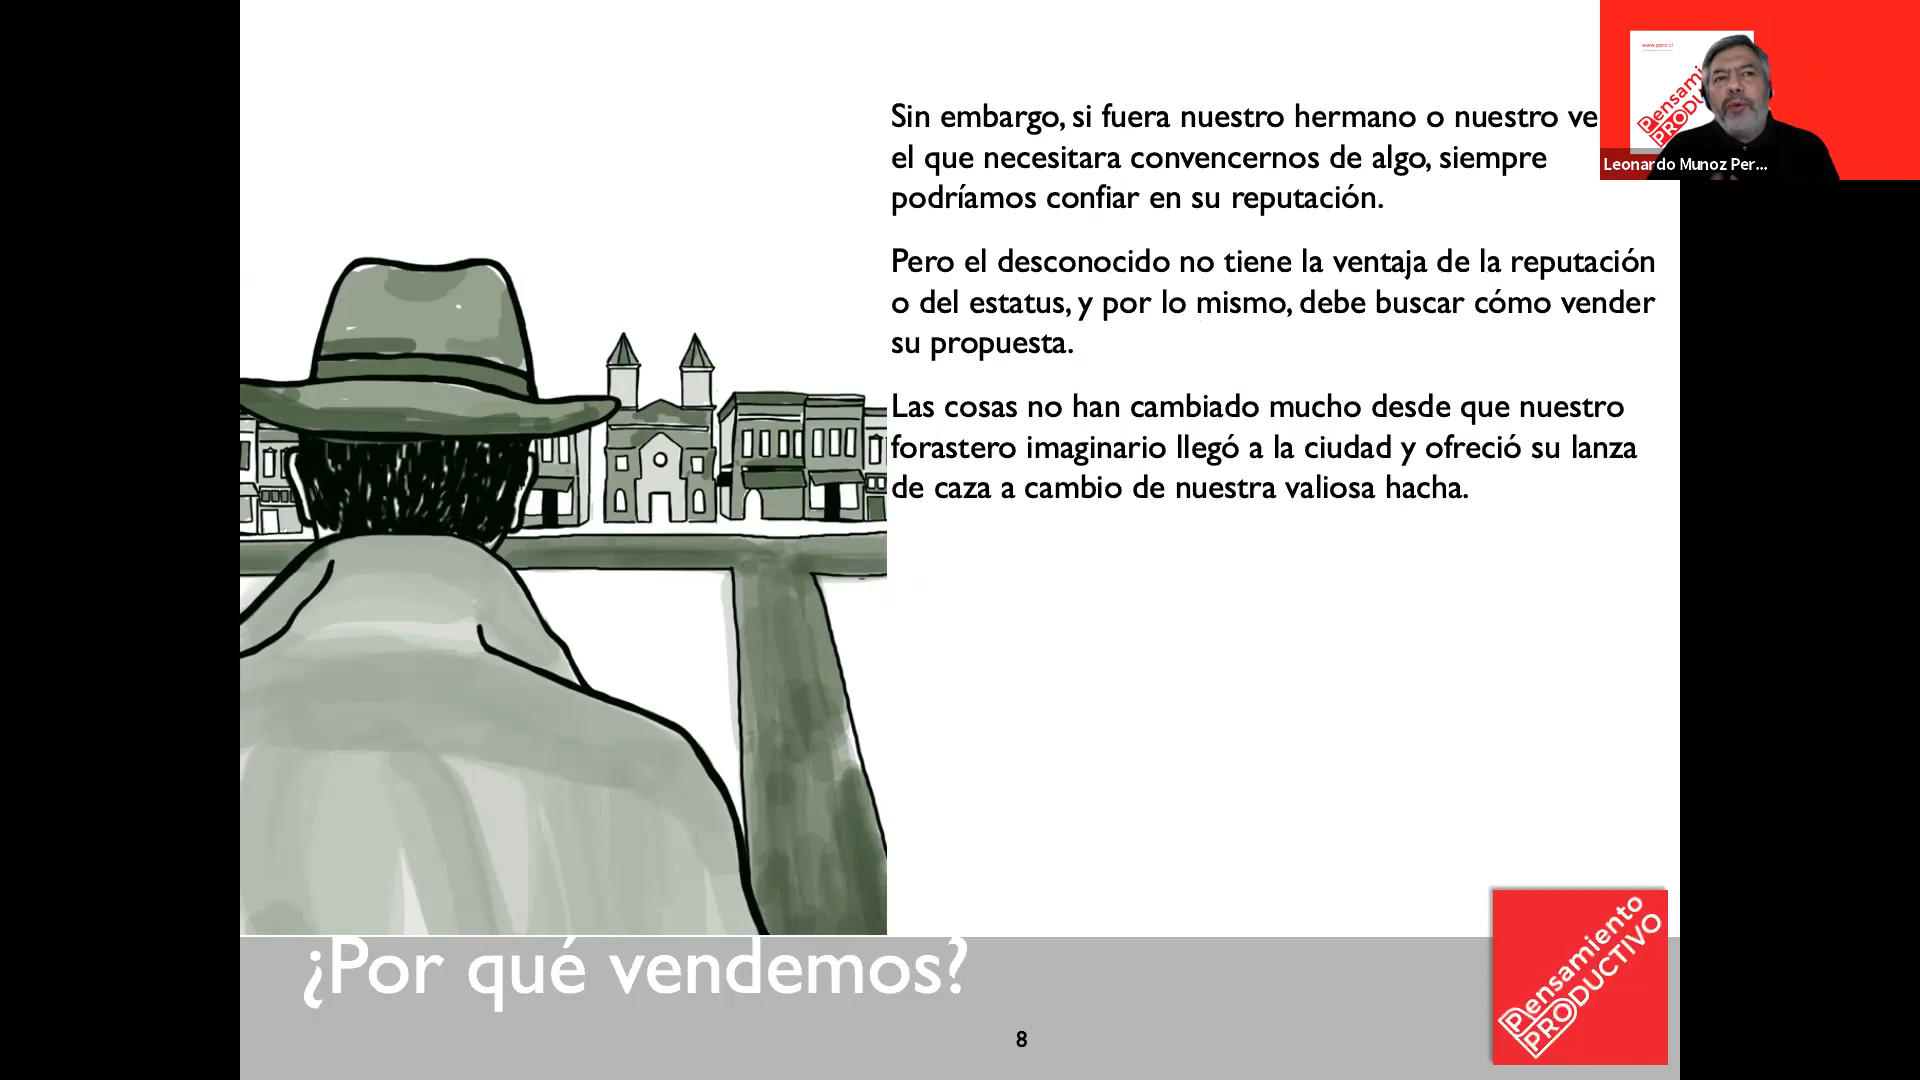 Sin embargo, si fuera nuestro hermano o nuestro
el que necesitara convencernos de algo, siempre
podríamos confiar en su reputación.
Pero el desconocido no tiene la ventaja de la reputación
o del estatus, y por lo mismo, debe buscar cómo vender
su propuesta.
Las cosas no han cambiado mucho desde que nuestro
forastero imaginario llegó a la ciudad y ofreció su lanza
de caza a cambio de nuestra valiosa hacha.
www.ppro.cl
Leonardo Munoz Per...
¿Por qué vendemos?
8
Pensamiento
PRODUCTIVO